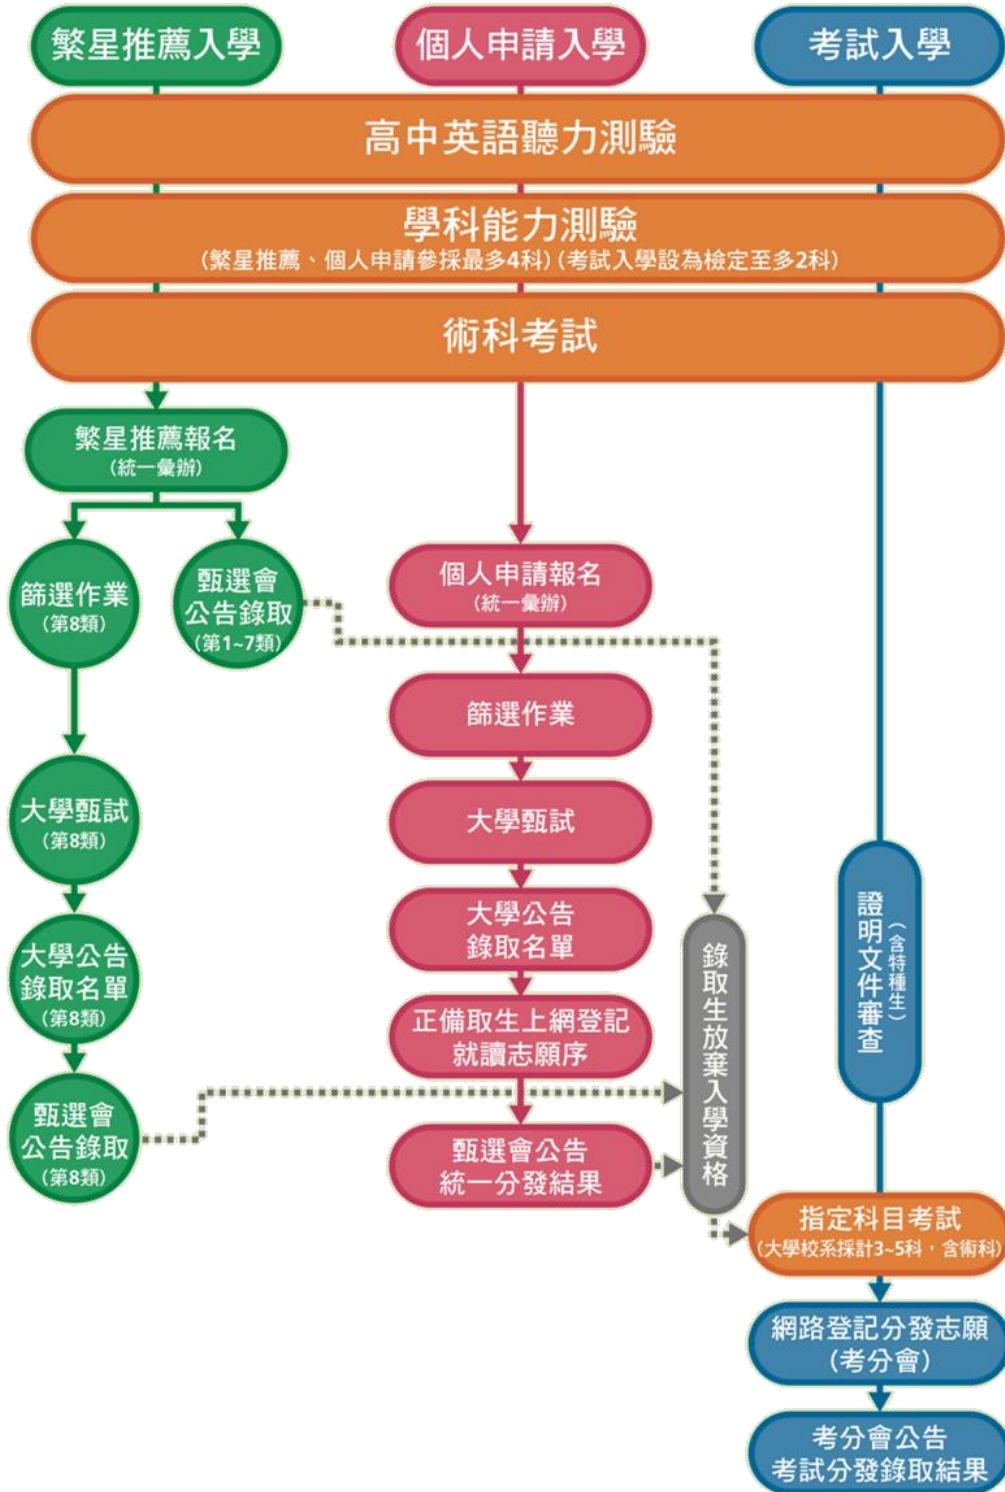 繁星推薦入學
個人申請入學
考試入學
高中英語聽力測驗
學科能力測驗
(繁星推薦、個人申請參採最多4科)(考試入學設為檢定至多2科)
術科考試
繁星推薦報名
(統一彙辦)
篩選作業
(第8類)
甄選會
公告錄取
(第1~7類)
大學甄試
(第8類)
大學公告
錄取名單
(第8類)
甄選會
公告錄取
(第8類)
個人申請報名
(統一彙辦)
篩選作業
大學甄試
大學公告
錄取名單
正備取生上網登記
就讀志願序
甄選會公告
統一分發結果
錄取生放棄入學資格
證明文件審查
(含特種生)
指定科目考試
(大學校系採計3~5科，含術科)
網路登記分發志願
(考分會)
考分會公告
考試分發錄取結果